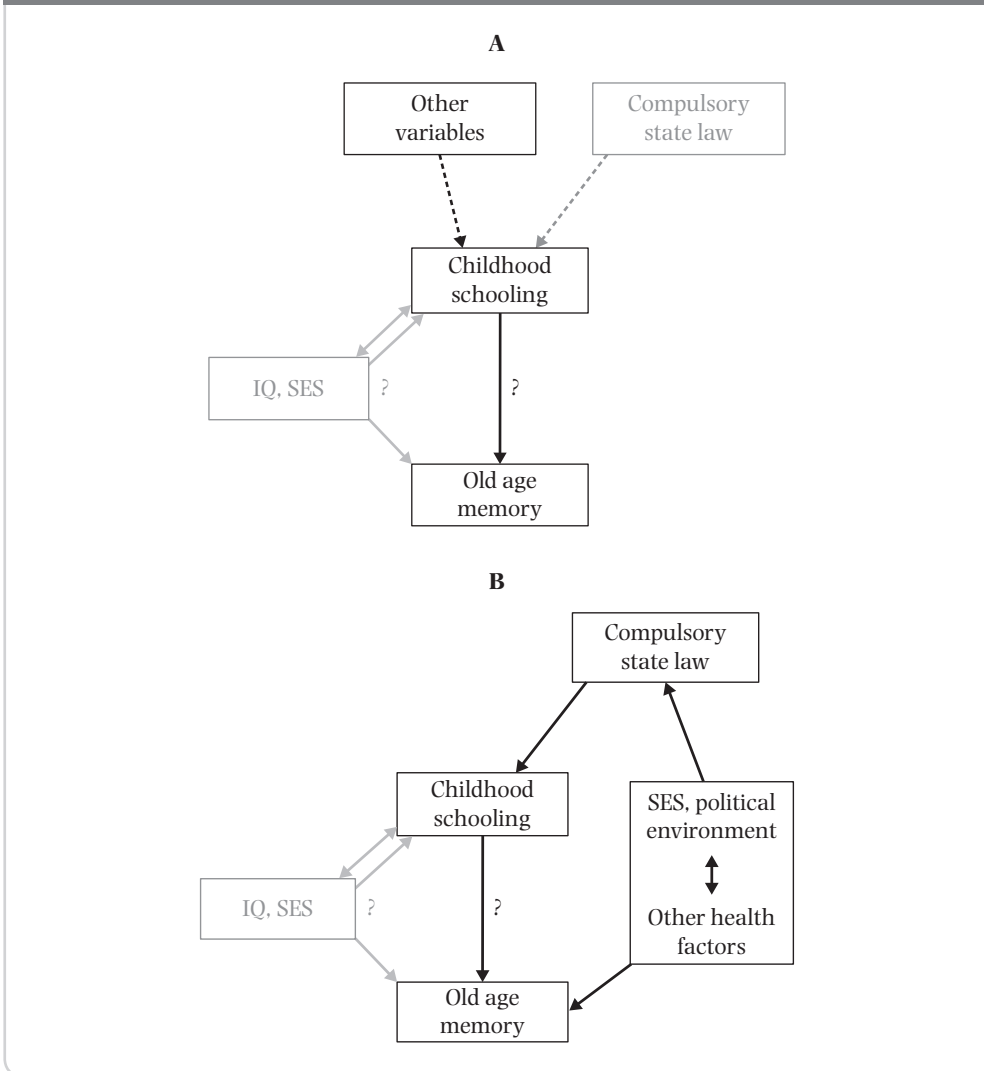 A
Other
variables
Compulsory
state law
Childhood
schooling
IQ, SES
?
?
Old age
memory
B
Compulsory
state law
Childhood
schooling
SES, political
environment
IQ, SES
?
?
Other health
factors
Old age
memory